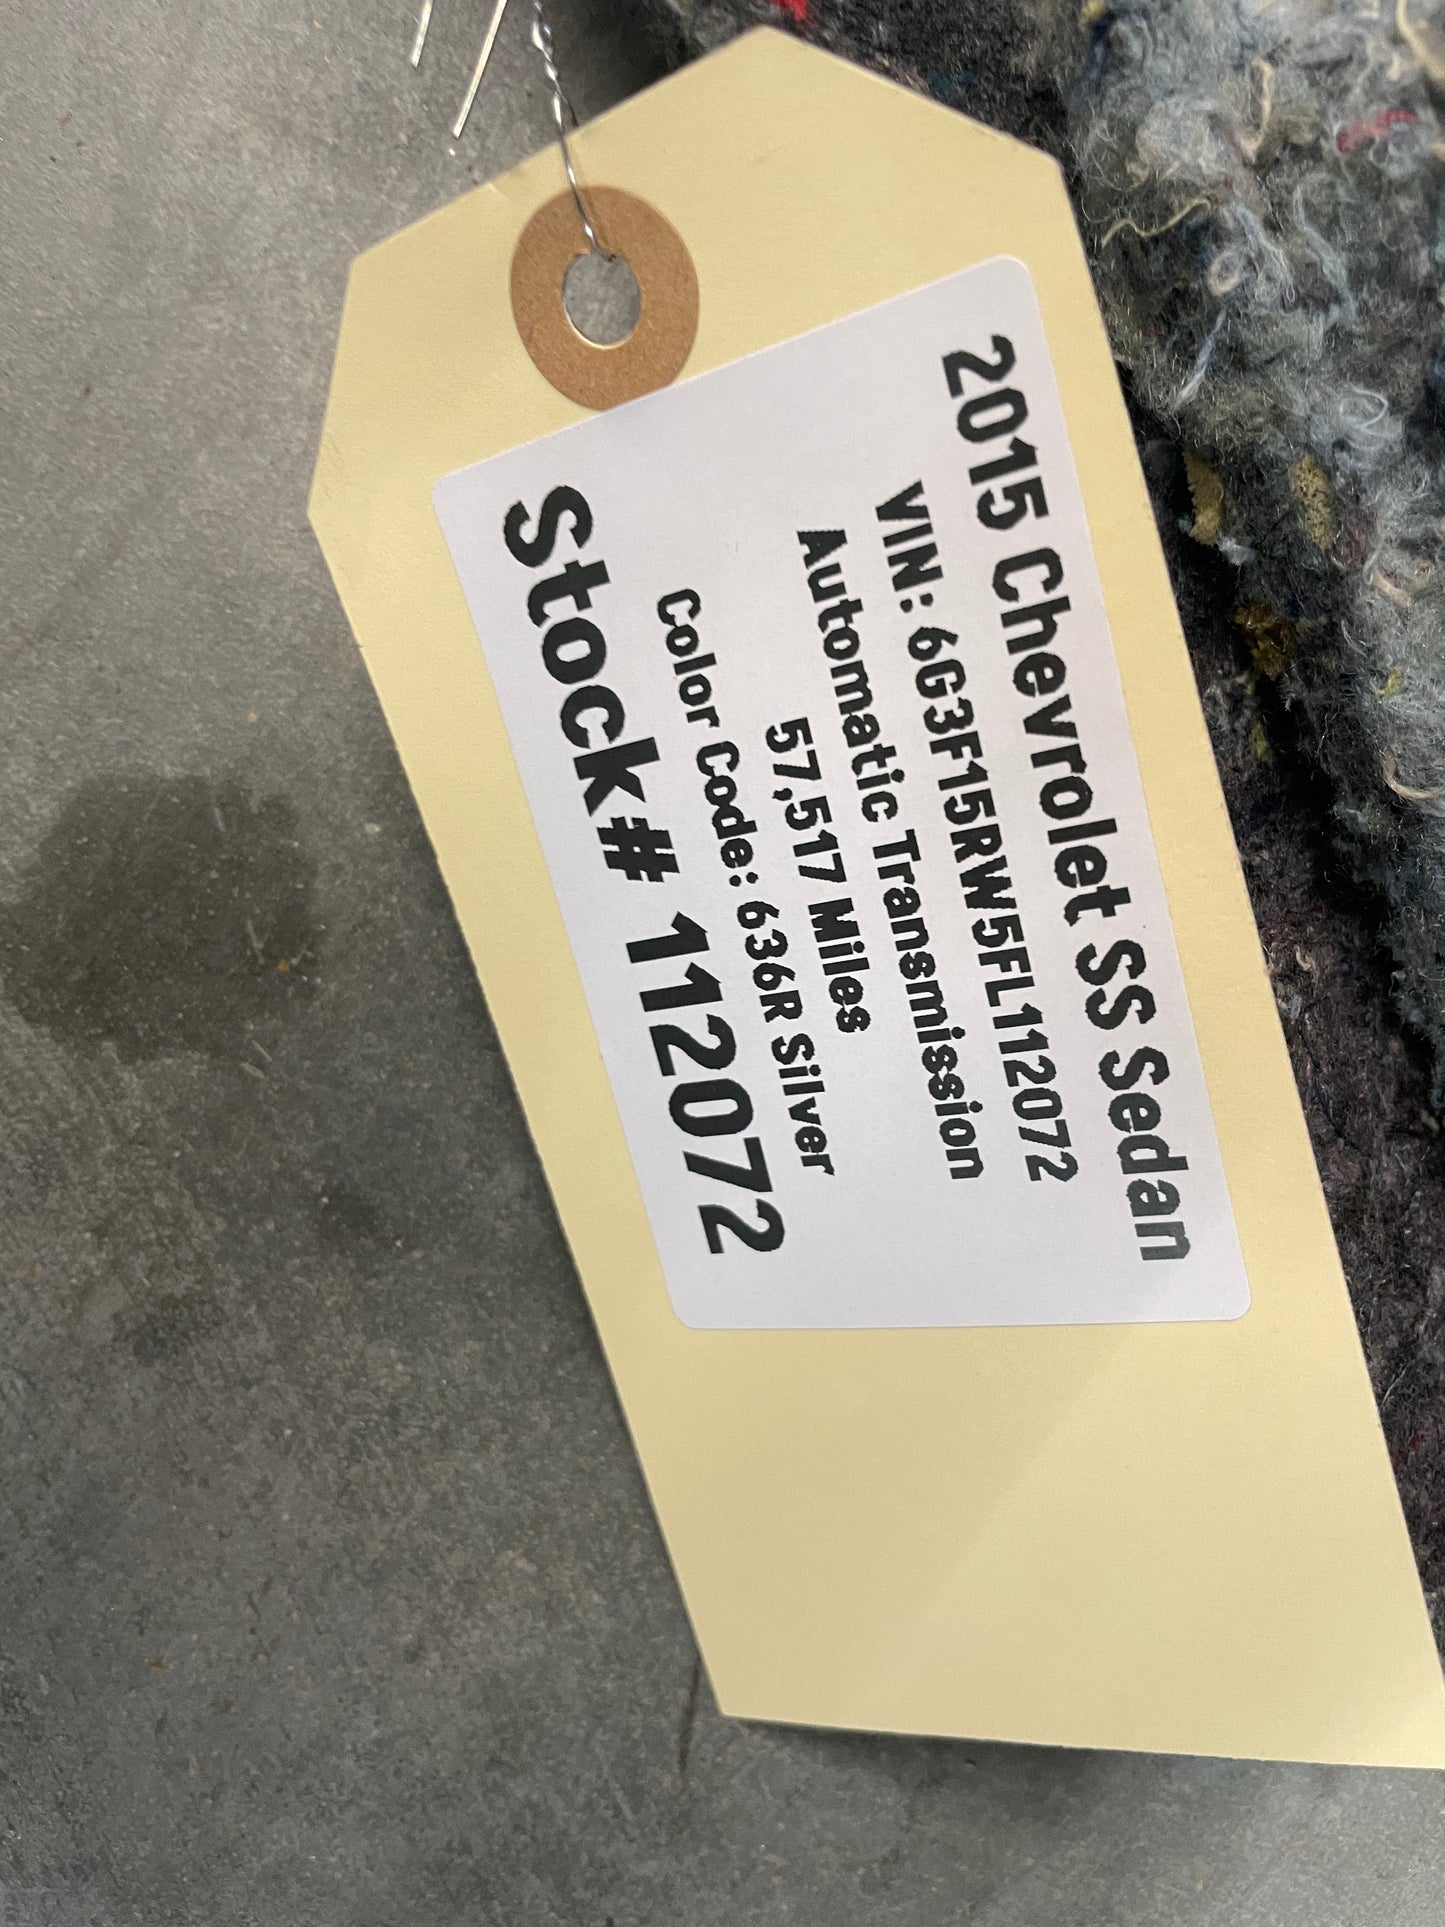 2015 Chevrolet SS Sedan
VIN: 6G3F15RW5FL112072
Automatic Transmission
57,517 Miles
Color Code: 636R Silver
Stock# 112072